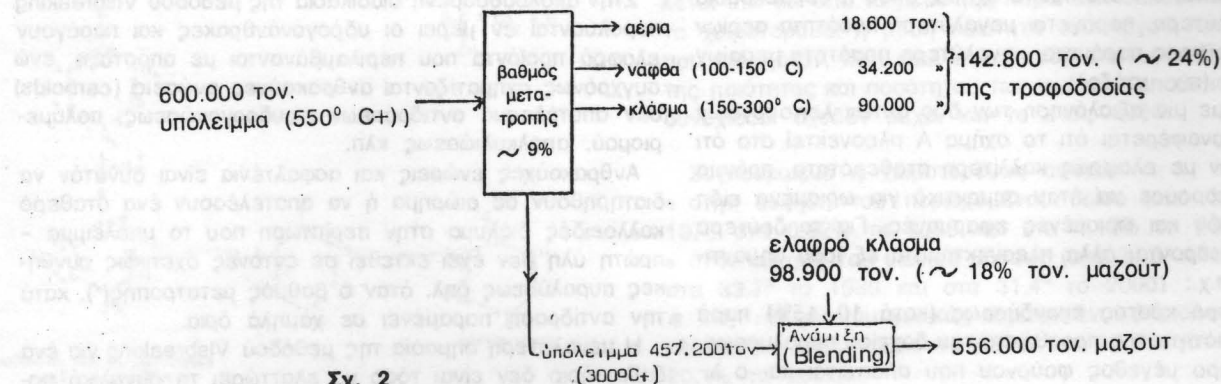 αέρια 18,600 τον.
βαθμός μετα- τροπής ~ 9%
νάφθα (100-150° C) 34.200
κλάσμα (150-300° C) 90.000
142.800 τον. ( ~ 24%)
της τροφοδοσίας
600.000 τον.
υπόλειμμα (550° C+)
ελαφρό κλάσμα
98.900 τον. ( ~ 18% τον. μαζούτ)
υπόλειμμα 457.200τον
(300°C+)
Ανάμιξη
(Blending)
556.000 τον. μαζούτ
Σχ. 2